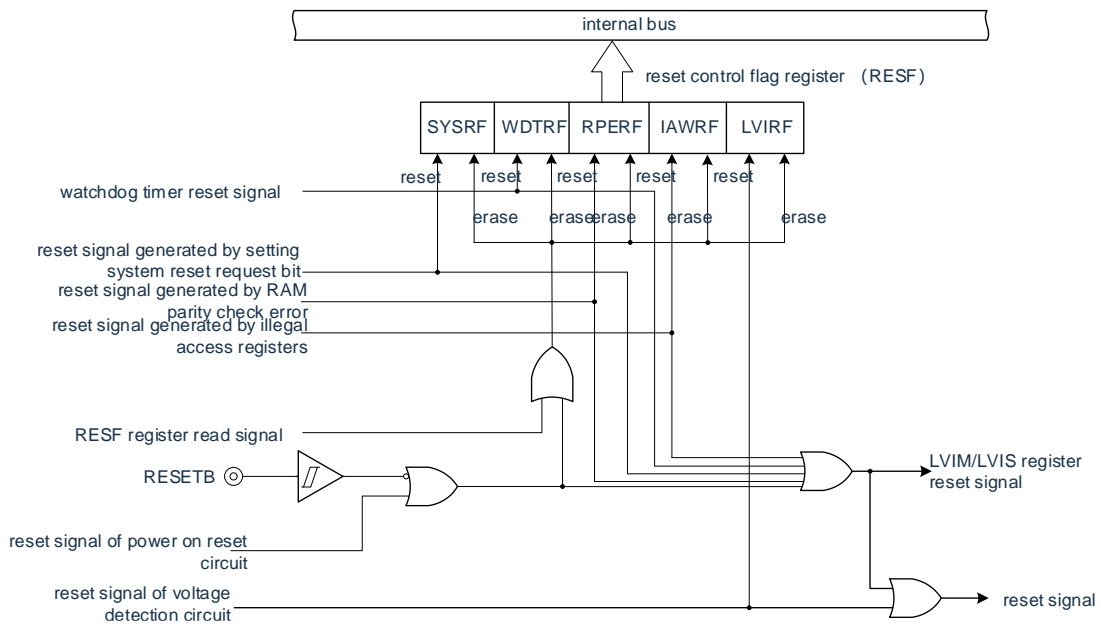 internal bus
reset control flag register （RESF）
SYSRF WDTRF RPERF IAWRF LVIRF
reset reset reset reset reset
watchdog timer reset signal
erase erase erase erase erase
reset signal generated by setting
system reset request bit
reset signal generated by RAM
parity check error
reset signal generated by illegal
access registers
RESF register read signal
RESETB
LVIM/LVIS register
reset signal
reset signal of power on reset
circuit
reset signal of voltage
detection circuit
reset signal